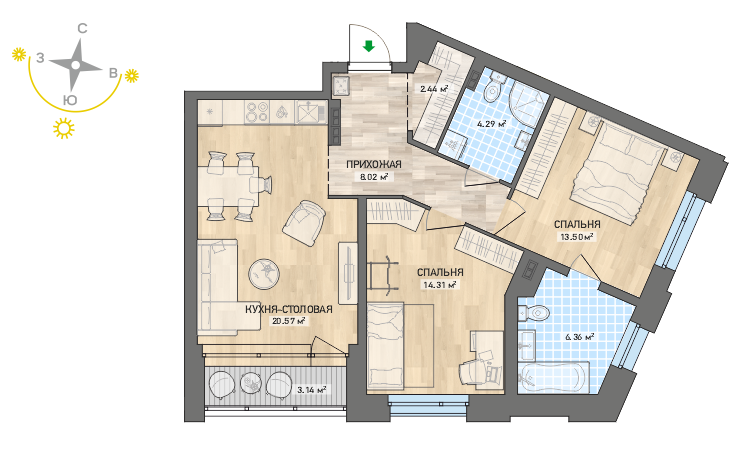 С
З
В
Ю
2.44 м²
4.29 м²
ПРИХОЖАЯ
8.02 м²
СПАЛЬНЯ
13.50 м²
СПАЛЬНЯ
14.31 м²
КУХНЯ-СТОЛОВАЯ
20.57 м²
6.36 м²
3.14 м²